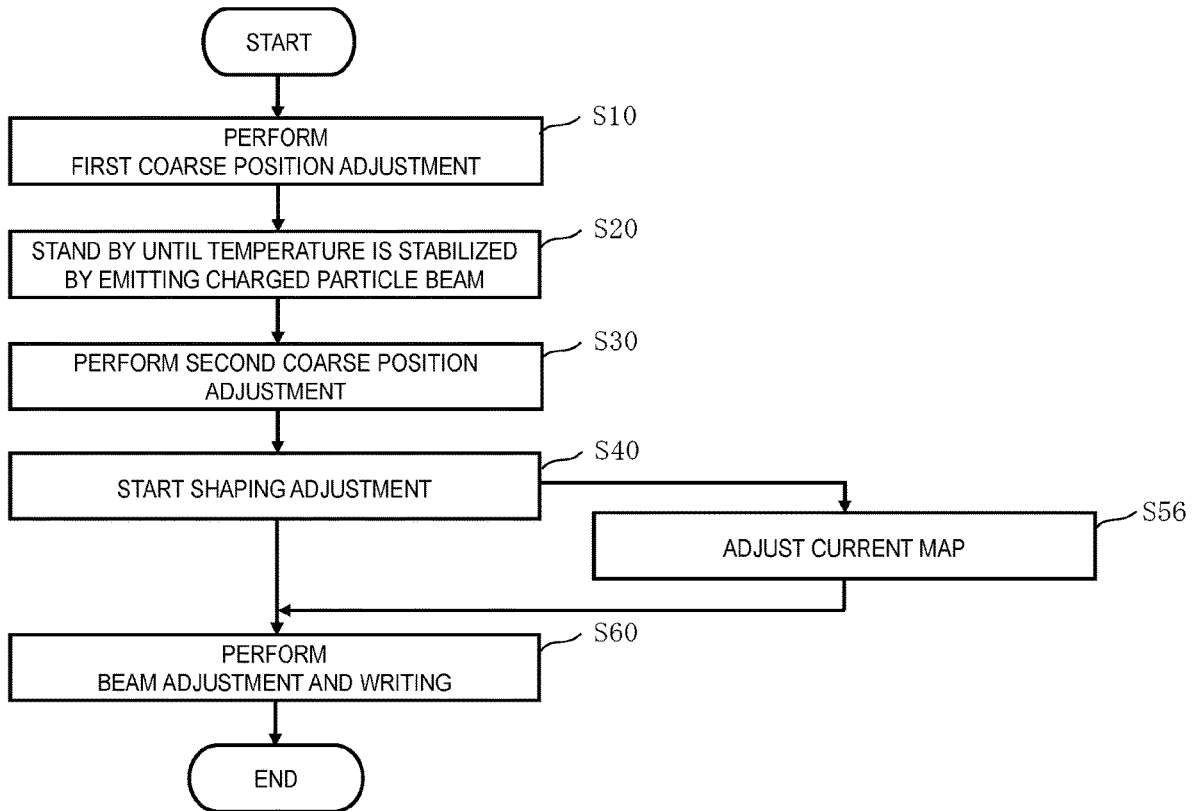 START
S10
PERFORM
FIRST COARSE POSITION ADJUSTMENT
S20
STAND BY UNTIL TEMPERATURE IS STABILIZED
BY EMITTING CHARGED PARTICLE BEAM
S30
PERFORM SECOND COARSE POSITION
ADJUSTMENT
S40
START SHAPING ADJUSTMENT
S56
ADJUST CURRENT MAP
S60
PERFORM
BEAM ADJUSTMENT AND WRITING
END